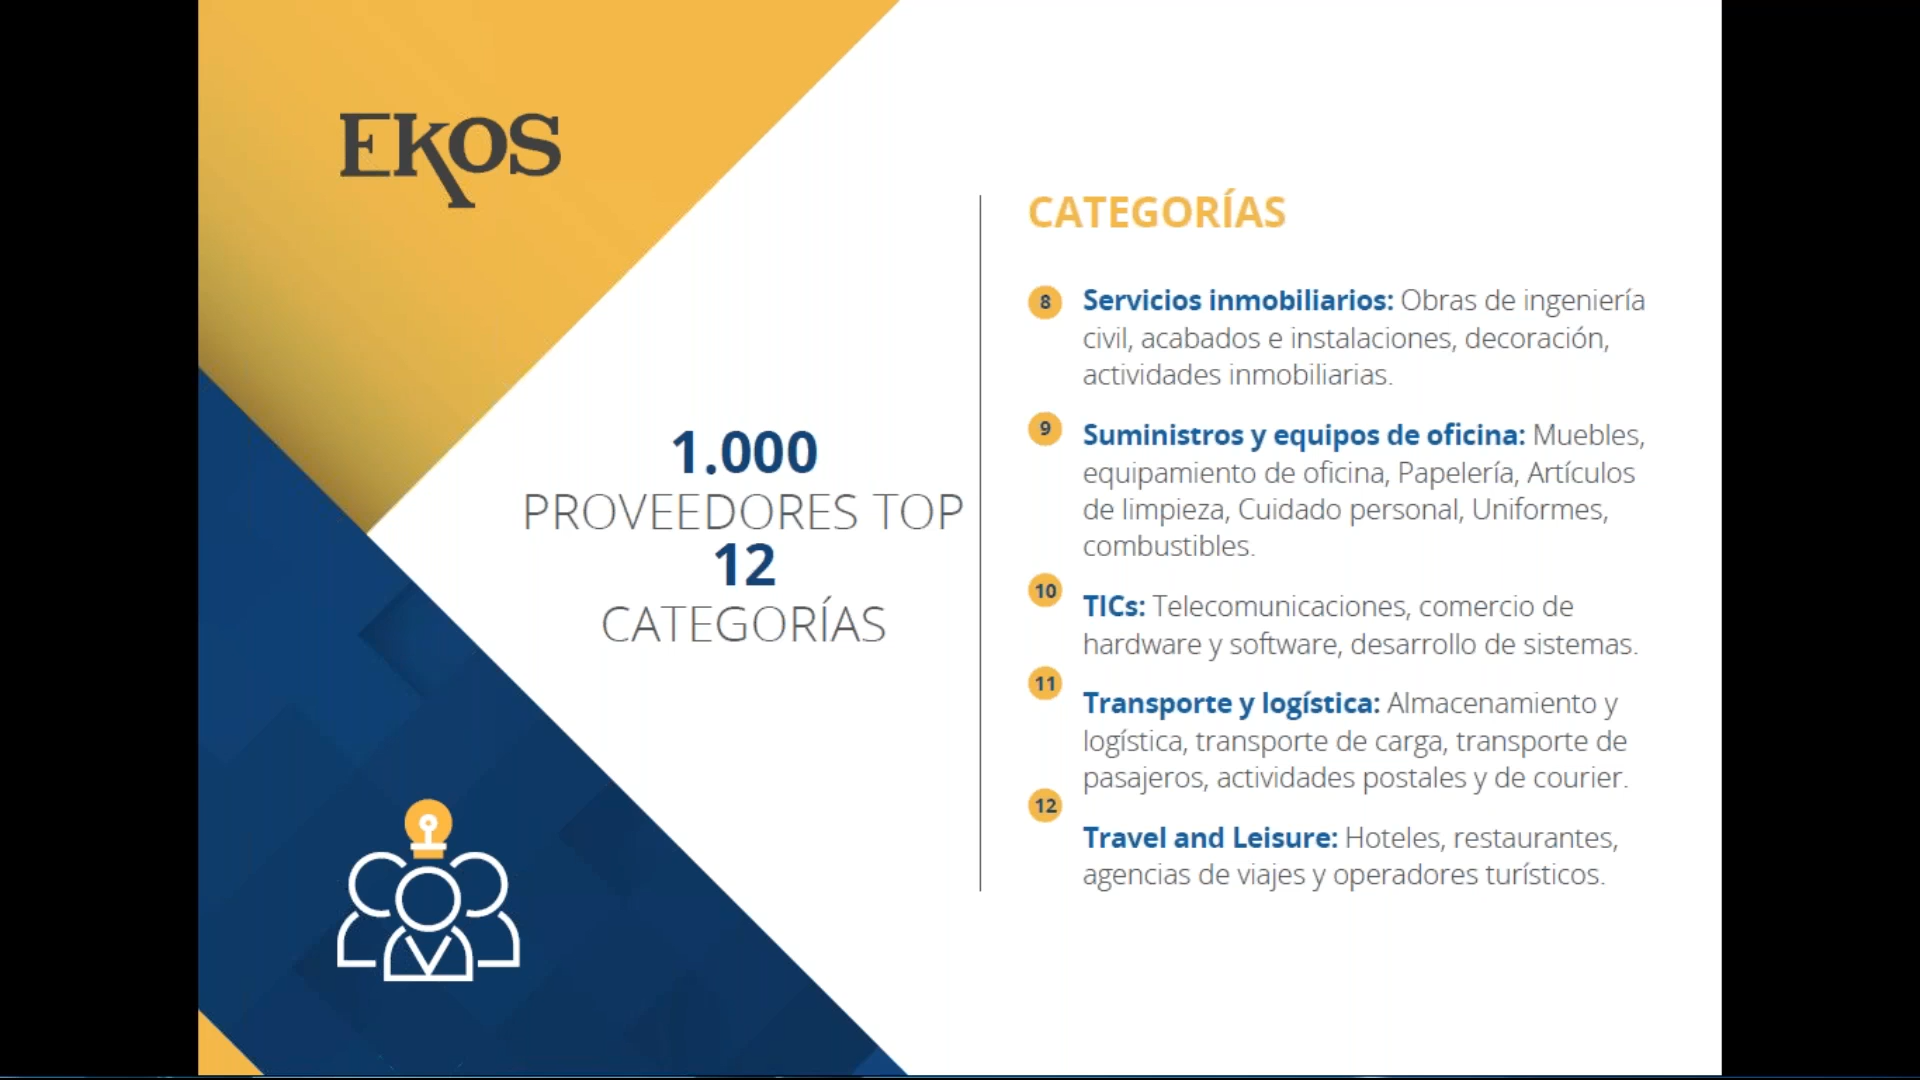 EKOS
1.000
PROVEEDORES TOP
12
CATEGORÍAS
CATEGORÍAS
8 Servicios inmobiliarios: Obras de ingeniería
civil, acabados e instalaciones, decoración,
actividades inmobiliarias.
9 Suministros y equipos de oficina: Muebles,
equipamiento de oficina, Papelería, Artículos
de limpieza, Cuidado personal, Uniformes,
combustibles.
10 TICs: Telecomunicaciones, comercio de
hardware y software, desarrollo de sistemas.
11 Transporte y logística: Almacenamiento y
logística, transporte de carga, transporte de
pasajeros, actividades postales y de courier.
12 Travel and Leisure: Hoteles, restaurantes,
agencias de viajes y operadores turísticos.